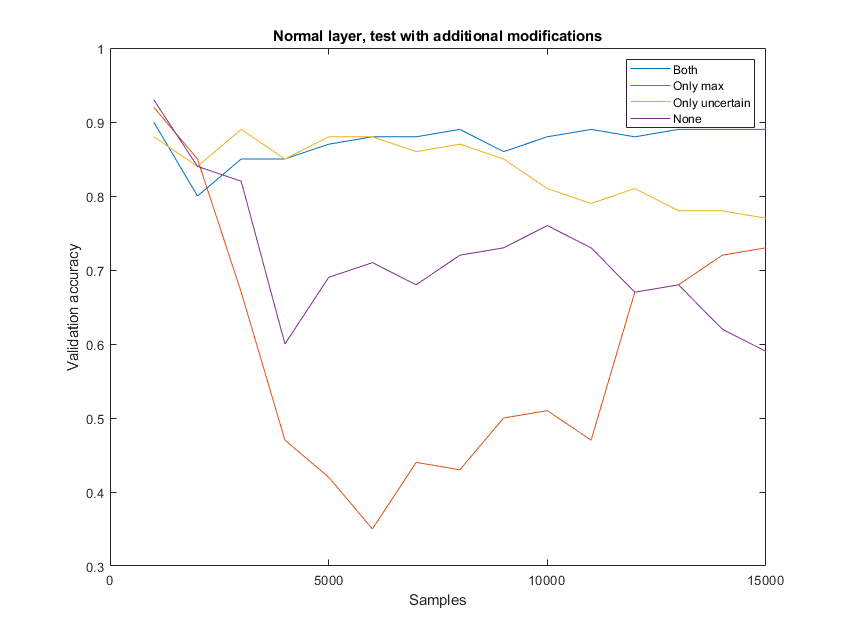 Normal layer, test with additional modifications
Both
Only max
Only uncertain
None
1
0.9
0.8
0.7
0.6
0.5
0.4
0.3
Validation accuracy
0
5000
10000
15000
Samples